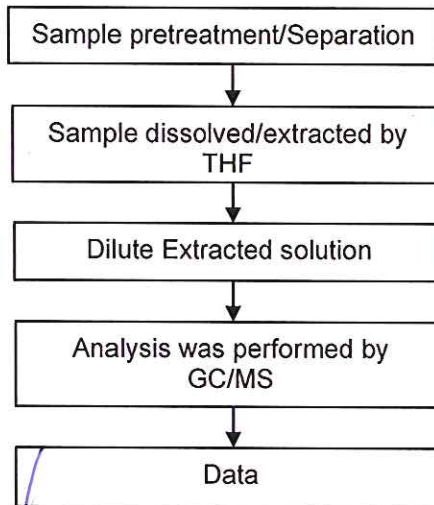 Sample pretreatment/Separation
Sample dissolved/extracted by
THF
Dilute Extracted solution
Analysis was performed by
GC/MS
Data